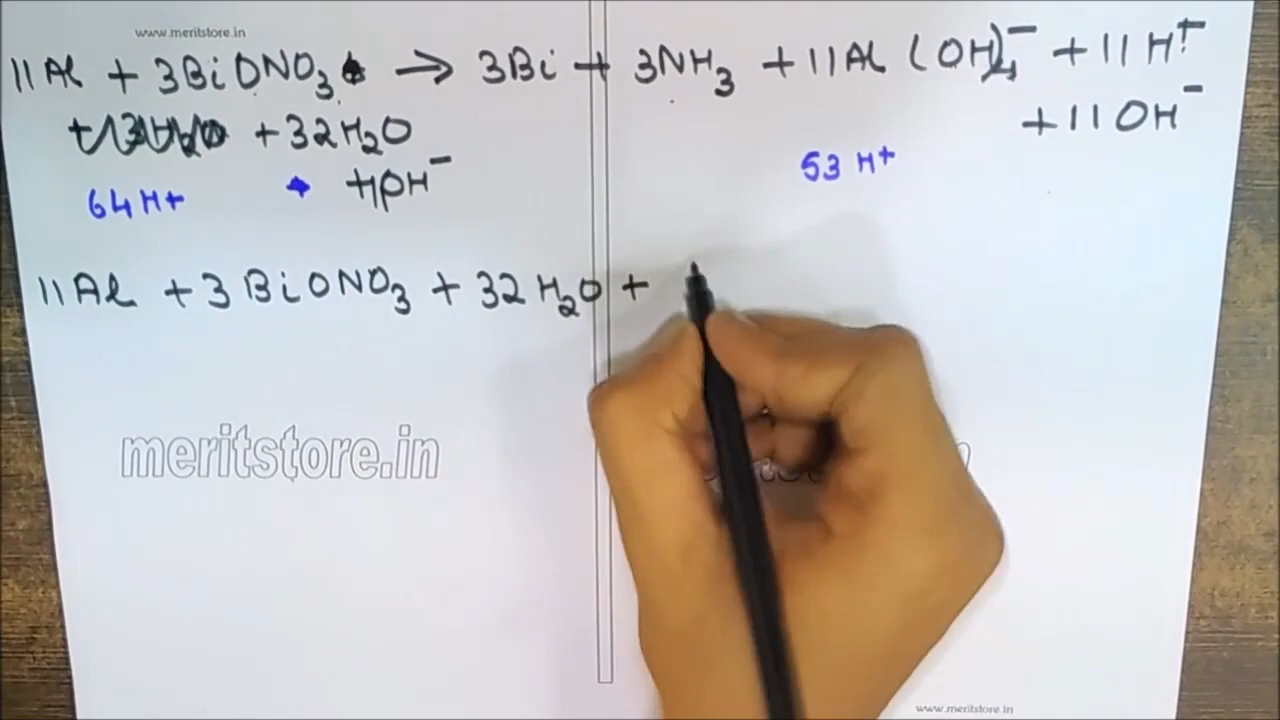 www.meritstore.in
11Al + 3BiONO3 → 3Bi + 3NH3 + 11Al(OH)4⁻ + 11H⁺
+32H2O + 11OH⁻
64H+ 53H+
11Al + 3BiONO3 + 32H2O +
meritstore.in
www.meritstore.in